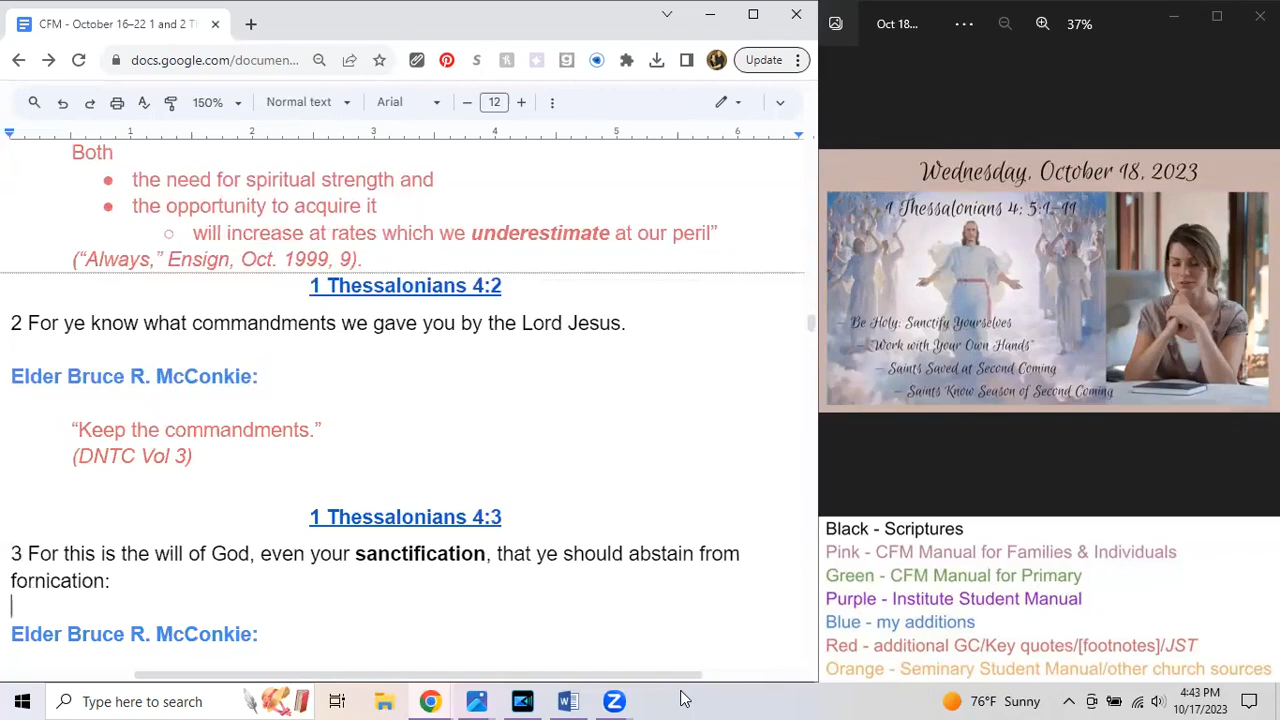 CFM - October 16–22 1 and 2 Th
docs.google.com/documen...
Update
150%
Normal text
Arial
12
1 2 3 4 5 6
Both
● the need for spiritual strength and
● the opportunity to acquire it
○ will increase at rates which we underestimate at our peril”
(“Always,” Ensign, Oct. 1999, 9).
1 Thessalonians 4:2
2 For ye know what commandments we gave you by the Lord Jesus.
Elder Bruce R. McConkie:
“Keep the commandments.”
(DNTC Vol 3)
1 Thessalonians 4:3
3 For this is the will of God, even your sanctification, that ye should abstain from
fornication:
Elder Bruce R. McConkie:
Oct 18...
37%
Wednesday, October 18, 2023
1 Thessalonians 4; 5:1–11
– Be Holy: Sanctify Yourselves
– “Work with Your Own Hands”
– Saints Saved at Second Coming
– Saints Know Season of Second Coming
Black - Scriptures
Pink - CFM Manual for Families & Individuals
Green - CFM Manual for Primary
Purple - Institute Student Manual
Blue - my additions
Red - additional GC/Key quotes/[footnotes]/JST
Orange - Seminary Student Manual/other church sources
Type here to search
76°F Sunny
4:43 PM
10/17/2023